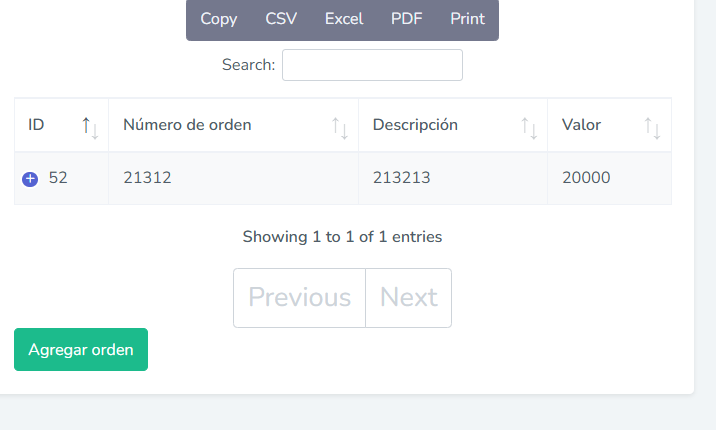 Copy CSV Excel PDF Print
Search:
ID Número de orden Descripción Valor
52 21312 213213 20000
Showing 1 to 1 of 1 entries
Previous Next
Agregar orden